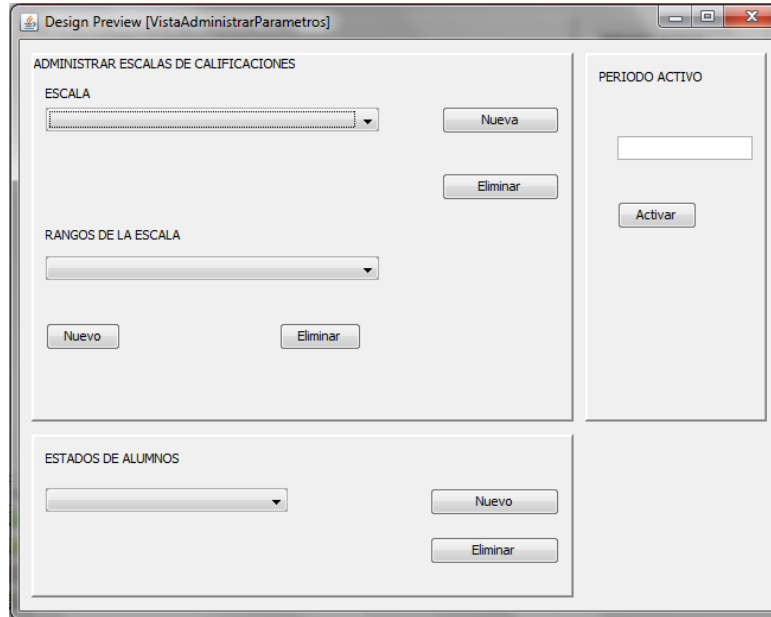 Design Preview [VistaAdministrarParametros]
ADMINISTRAR ESCALAS DE CALIFICACIONES
ESCALA
Nueva
Eliminar
RANGOS DE LA ESCALA
Nuevo
Eliminar
PERIODO ACTIVO
Activar
ESTADOS DE ALUMNOS
Nuevo
Eliminar